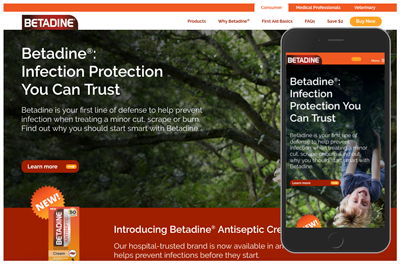 Consumer
Medical Professionals
Veterinary
BETADINE
Products
Why Betadine®
First Aid Basics
FAQs
Save $2
Buy Now
Betadine®:
Infection Protection
You Can Trust
Betadine is your first line of defense to help prevent
infection when treating a minor cut, scrape or burn.
Find out why you should start smart with Betadine.
Learn more
NEW!
BETADINE
Cream
Introducing Betadine® Antiseptic Cre
Our hospital-trusted brand is now available in an
helps prevent infections before they start.
BETADINE
Menu
Betadine®:
Infection
Protection You
Can Trust
Betadine is your first line of
defense to help prevent
infection when treating a minor
cut, scrape or burn. Find out
why you should start smart with
Betadine.
Learn more
NEW!